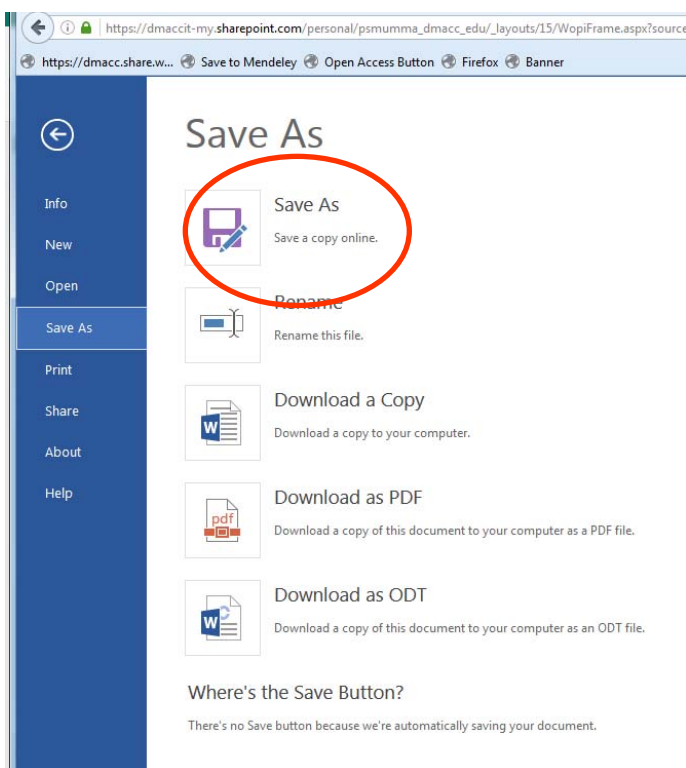 https://dmaccit-my.sharepoint.com/personal/psmumma_dmacc_edu/_layouts/15/WopiFrame.aspx?source
https://dmacc.share.w... Save to Mendeley Open Access Button Firefox Banner
Save As
Info
New
Open
Save As
Print
Share
About
Help
Save As
Save a copy online.
Rename
Rename this file.
Download a Copy
Download a copy to your computer.
Download as PDF
pdf
Download a copy of this document to your computer as a PDF file.
Download as ODT
Download a copy of this document to your computer as an ODT file.
Where's the Save Button?
There's no Save button because we're automatically saving your document.